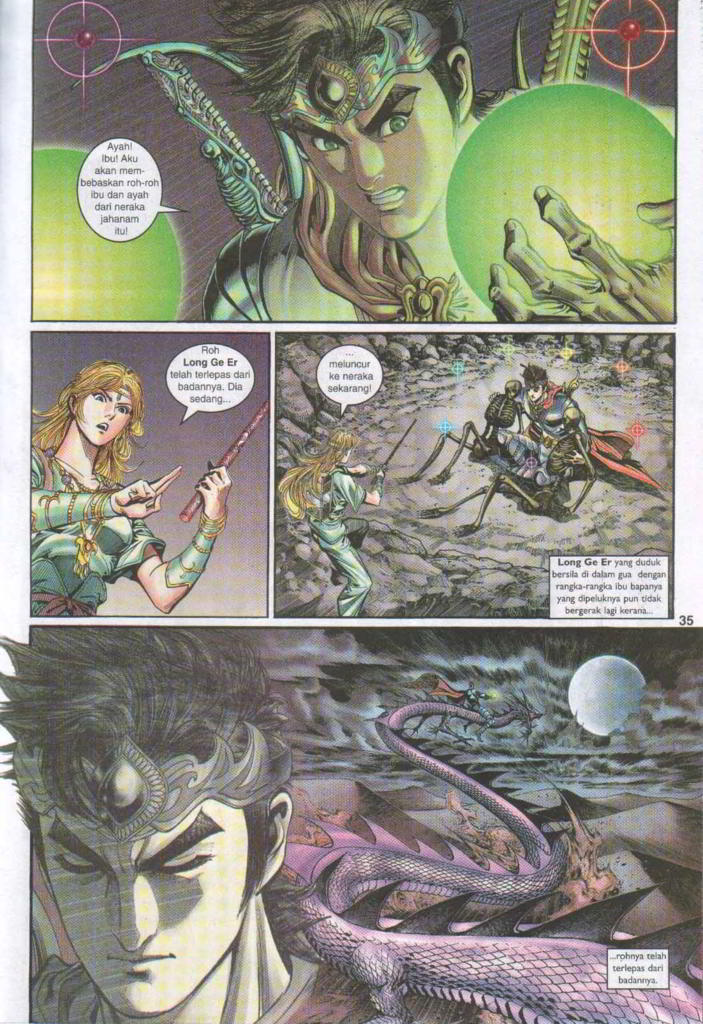 Ayah!
Ibu! Aku
akan mem-
bebaskan roh-roh
ibu dan ayah
dari neraka
jahanam
itu!
Roh
Long Ge Er
telah terlepas dari
badannya. Dia
sedang...
...
meluncur
ke neraka
sekarang!
Long Ge Er yang duduk
bersila di dalam gua dengan
rangka-rangka ibu bapanya
yang dipeluknya pun tidak
bergerak lagi kerana...
35
...rohnya telah
terlepas dari
badannya.